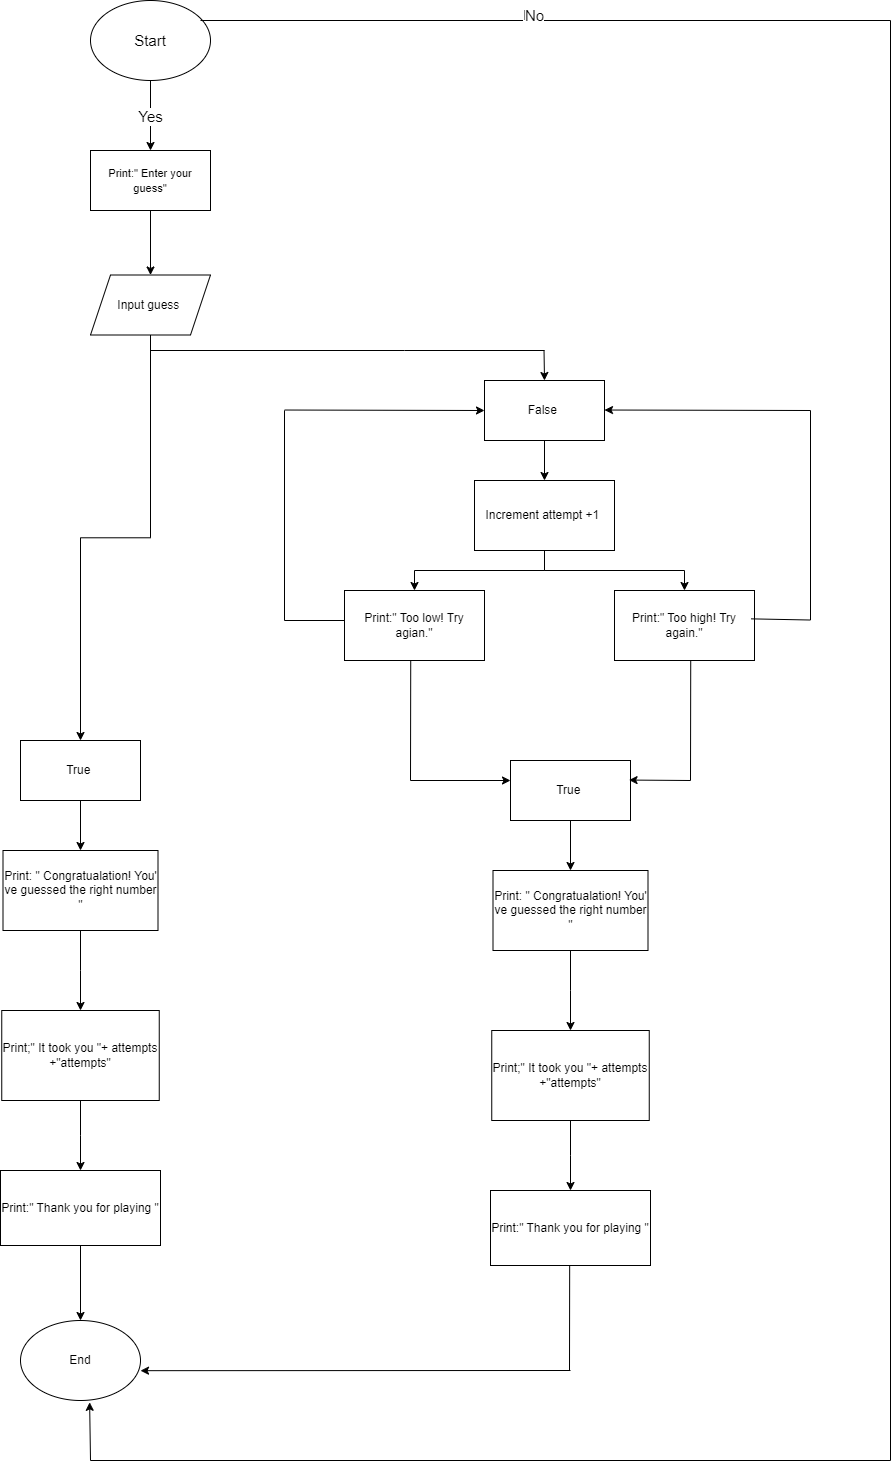 No
Start
Yes
Print:" Enter your
guess"
Input guess
False
Increment attempt +1
Print:" Too low! Try
agian."
Print:" Too high! Try
again."
True
True
Print: " Congratualation! You'
ve guessed the right number
"
Print: " Congratualation! You'
ve guessed the right number
"
Print;" It took you "+ attempts
+"attempts"
Print;" It took you "+ attempts
+"attempts"
Print:" Thank you for playing "
Print:" Thank you for playing "
End